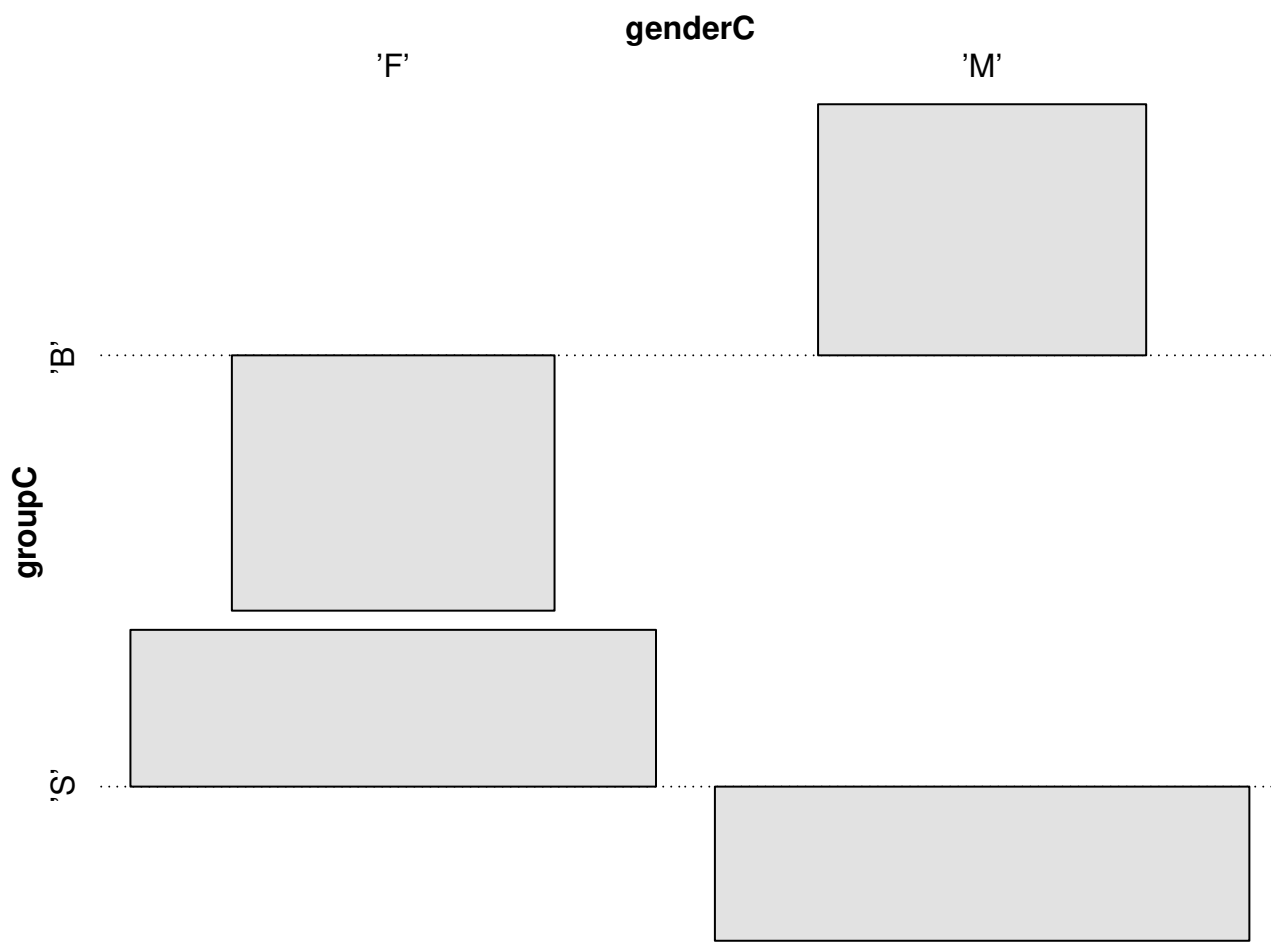 genderC
’F’ ’M’
’B’
groupC
’S’